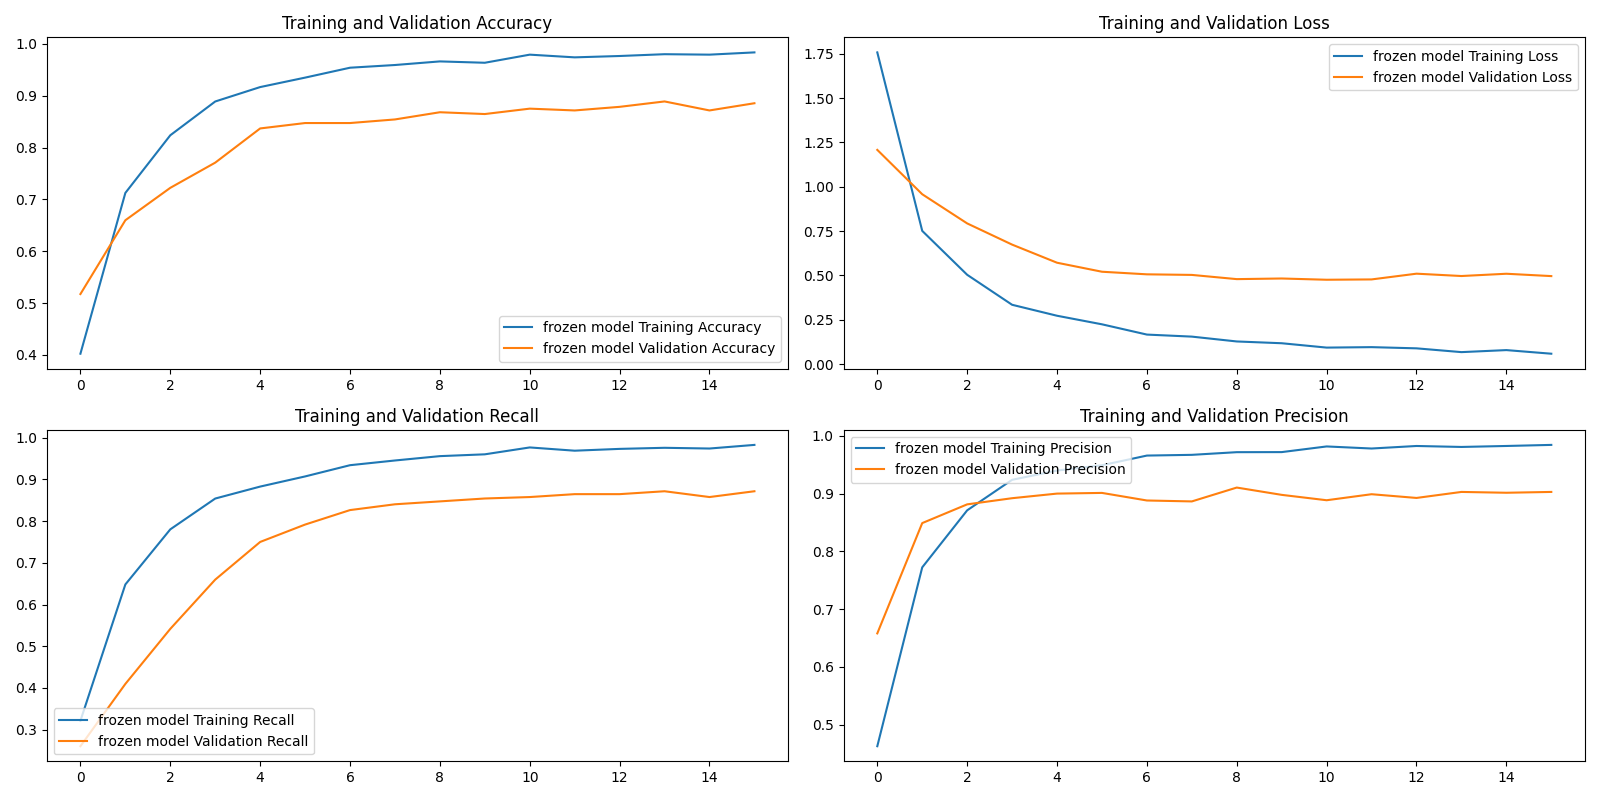 Training and Validation Accuracy
1.0
0.9
0.8
0.7
0.6
0.5
0.4
frozen model Training Accuracy
frozen model Validation Accuracy
0 2 4 6 8 10 12 14
Training and Validation Loss
1.75
1.50
1.25
1.00
0.75
0.50
0.25
0.00
frozen model Training Loss
frozen model Validation Loss
0 2 4 6 8 10 12 14
Training and Validation Recall
1.0
0.9
0.8
0.7
0.6
0.5
0.4
0.3
frozen model Training Recall
frozen model Validation Recall
0 2 4 6 8 10 12 14
Training and Validation Precision
1.0
0.9
0.8
0.7
0.6
0.5
frozen model Training Precision
frozen model Validation Precision
0 2 4 6 8 10 12 14